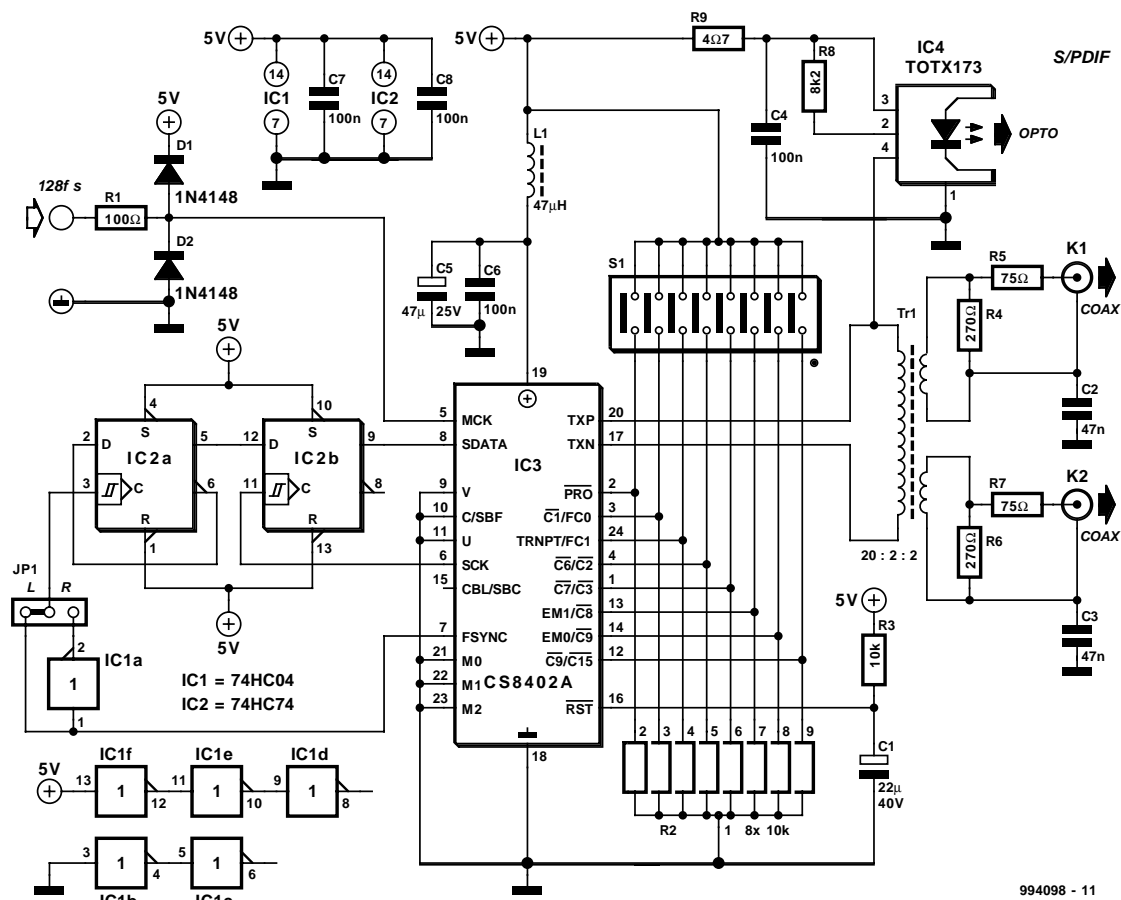 5V
14
IC1
7
C7
100n
14
IC2
7
C8
100n
5V
R9
4Ω7
R8
8k2
C4
100n
IC4
TOTX173
3
2
4
1
S/PDIF
OPTO
5V
D1
1N4148
128f s
R1
100Ω
D2
1N4148
L1
47µH
C5
47µ
25V
C6
100n
S1
Tr1
20 : 2 : 2
R5
75Ω
R4
270Ω
K1
COAX
C2
47n
R7
75Ω
R6
270Ω
K2
COAX
C3
47n
5V
4
S
2
D
5
IC2a
3
C
6
R
1
10
S
12
D
9
IC2b
11
C
8
R
13
5V
JP1
L
R
2
1
IC1a
1
IC1 = 74HC04
IC2 = 74HC74
19
IC3
CS8402A
5
MCK
8
SDATA
9
V
10
C/SBF
11
U
6
SCK
15
CBL/SBC
7
FSYNC
21
M0
22
M1
23
M2
TXP
20
TXN
17
PRO
2
C1/FC0
3
TRNPT/FC1
24
C6/C2
4
C7/C3
1
EM1/C8
13
EM0/C9
14
C9/C15
12
RST
16
18
5V
R3
10k
C1
22µ
40V
2
3
4
5
6
7
8
9
R2
1
8x 10k
5V
IC1f
13
1
12
IC1e
11
1
10
IC1d
9
1
8
3
1
4
5
1
6
994098 - 11